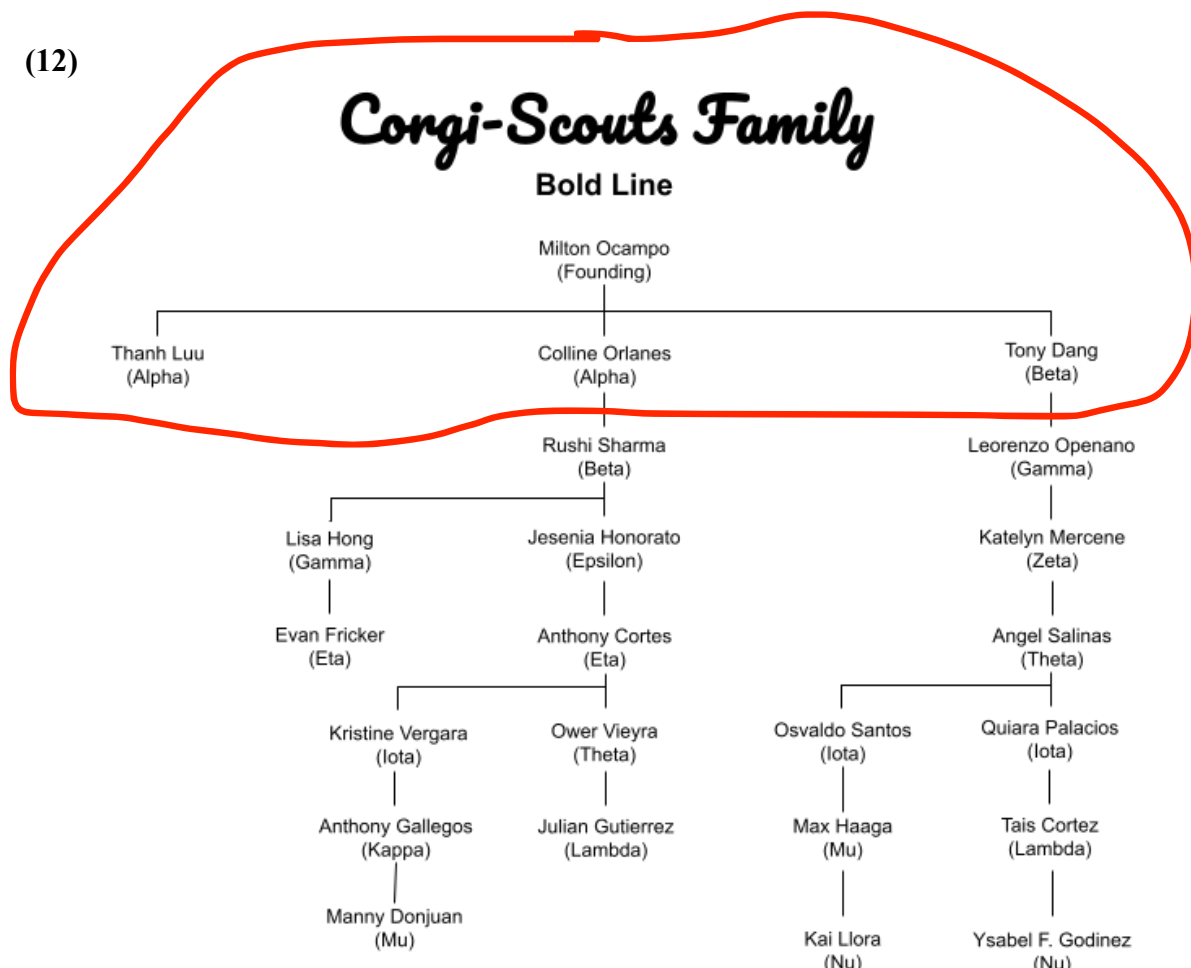 (12)
Corgi-Scouts Family
Bold Line
Milton Ocampo
(Founding)
Thanh Luu
(Alpha)
Colline Orlanes
(Alpha)
Tony Dang
(Beta)
Rushi Sharma
(Beta)
Leorenzo Openano
(Gamma)
Lisa Hong
(Gamma)
Jesenia Honorato
(Epsilon)
Katelyn Mercene
(Zeta)
Evan Fricker
(Eta)
Anthony Cortes
(Eta)
Angel Salinas
(Theta)
Kristine Vergara
(Iota)
Ower Vieyra
(Theta)
Osvaldo Santos
(Iota)
Quiara Palacios
(Iota)
Anthony Gallegos
(Kappa)
Julian Gutierrez
(Lambda)
Max Haaga
(Mu)
Tais Cortez
(Lambda)
Manny Donjuan
(Mu)
Kai Llora
(Nu)
Ysabel F. Godinez
(Nu)